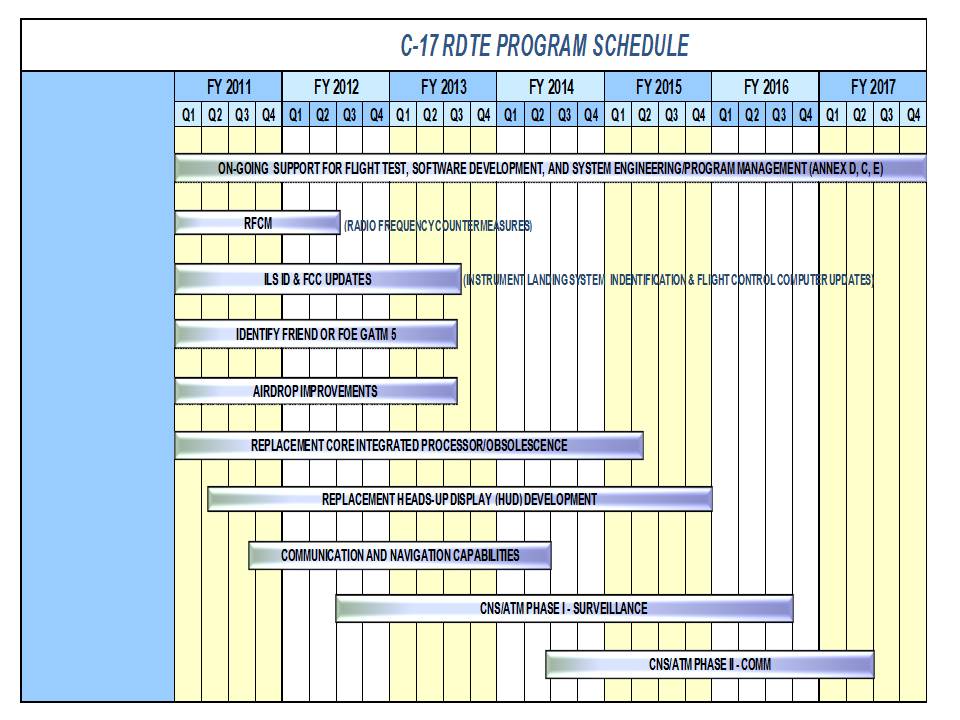 C-17 RDTE PROGRAM SCHEDULE
FY 2011 FY 2012 FY 2013 FY 2014 FY 2015 FY 2016 FY 2017
Q1 Q2 Q3 Q4 Q1 Q2 Q3 Q4 Q1 Q2 Q3 Q4 Q1 Q2 Q3 Q4 Q1 Q2 Q3 Q4 Q1 Q2 Q3 Q4 Q1 Q2 Q3 Q4
ON-GOING SUPPORT FOR FLIGHT TEST, SOFTWARE DEVELOPMENT, AND SYSTEM ENGINEERING/PROGRAM MANAGEMENT (ANNEX D, C, E)
RFCM (RADIO FREQUENCY COUNTERMEASURES)
ILS ID & FCC UPDATES (INSTRUMENT LANDING SYSTEM INDENTIFICATION & FLIGHT CONTROL COMPUTER UPDATES)
IDENTIFY FRIEND OR FOE GATM 5
AIRDROP IMPROVEMENTS
REPLACEMENT CORE INTEGRATED PROCESSOR/OBSOLESCENCE
REPLACEMENT HEADS-UP DISPLAY (HUD) DEVELOPMENT
COMMUNICATION AND NAVIGATION CAPABILITIES
CNS/ATM PHASE I - SURVEILLANCE
CNS/ATM PHASE II - COMM